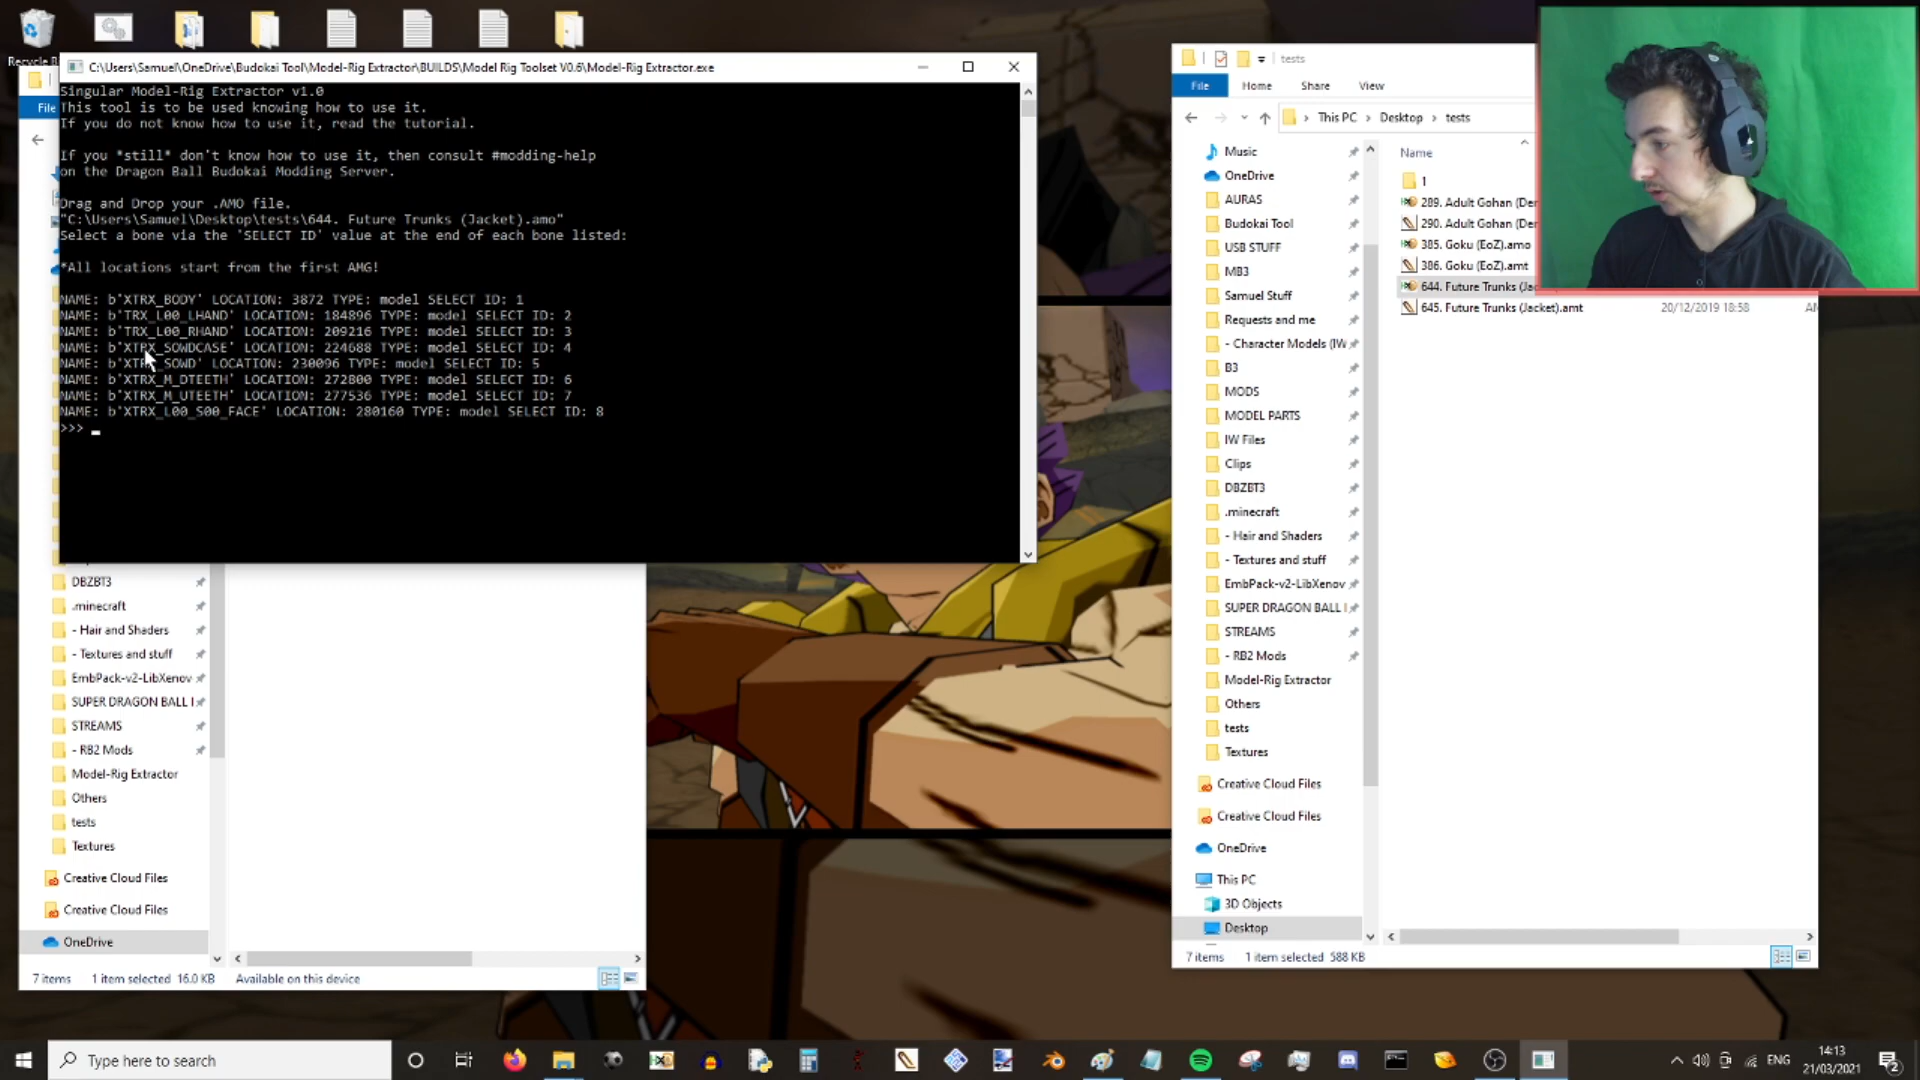 Recycle
C:\Users\Samuel\OneDrive\Budokai Tool\Model-Rig Extractor\BUILDS\Model Rig Toolset V0.6\Model-Rig Extractor.exe
File
Singular Model-Rig Extractor v1.0
This tool is to be used knowing how to use it.
If you do not know how to use it, read the tutorial.
If you *still* don't know how to use it, then consult #modding-help
on the Dragon Ball Budokai Modding Server.
Drag and Drop your .AMO file.
"C:\Users\Samuel\Desktop\tests\644. Future Trunks (Jacket).amo"
Select a bone via the 'SELECT ID' value at the end of each bone listed:
*All locations start from the first AMG!
NAME: b'XTRX_BODY' LOCATION: 3872 TYPE: model SELECT ID: 1
NAME: b'TRX_L00_LHAND' LOCATION: 184896 TYPE: model SELECT ID: 2
NAME: b'TRX_L00_RHAND' LOCATION: 209216 TYPE: model SELECT ID: 3
NAME: b'XTRX_SOWDCASE' LOCATION: 224688 TYPE: model SELECT ID: 4
NAME: b'XTRX_SOWD' LOCATION: 230096 TYPE: model SELECT ID: 5
NAME: b'XTRX_M_DTEETH' LOCATION: 272800 TYPE: model SELECT ID: 6
NAME: b'XTRX_M_UTEETH' LOCATION: 277536 TYPE: model SELECT ID: 7
NAME: b'XTRX_L00_S00_FACE' LOCATION: 280160 TYPE: model SELECT ID: 8
>>>
DBZBT3
.minecraft
- Hair and Shaders
- Textures and stuff
EmbPack-v2-LibXenov
SUPER DRAGON BALL
STREAMS
- RB2 Mods
Model-Rig Extractor
Others
tests
Textures
Creative Cloud Files
Creative Cloud Files
OneDrive
7 items 1 item selected 16.0 KB Available on this device
tests
File Home Share View
This PC > Desktop > tests
Music
OneDrive
AURAS
Budokai Tool
USB STUFF
MB3
Samuel Stuff
Requests and me
- Character Models (IW
B3
MODS
MODEL PARTS
IW Files
Clips
DBZBT3
.minecraft
- Hair and Shaders
- Textures and stuff
EmbPack-v2-LibXenov
SUPER DRAGON BALL
STREAMS
- RB2 Mods
Model-Rig Extractor
Others
tests
Textures
Creative Cloud Files
Creative Cloud Files
OneDrive
This PC
3D Objects
Desktop
Name
1
289. Adult Gohan (Der
290. Adult Gohan (Der
385. Goku (EoZ).amo
386. Goku (EoZ).amt
644. Future Trunks (Jac
645. Future Trunks (Jacket).amt 20/12/2019 18:58
7 items 1 item selected 588 KB
Type here to search
ENG
14:13
21/03/2021
2